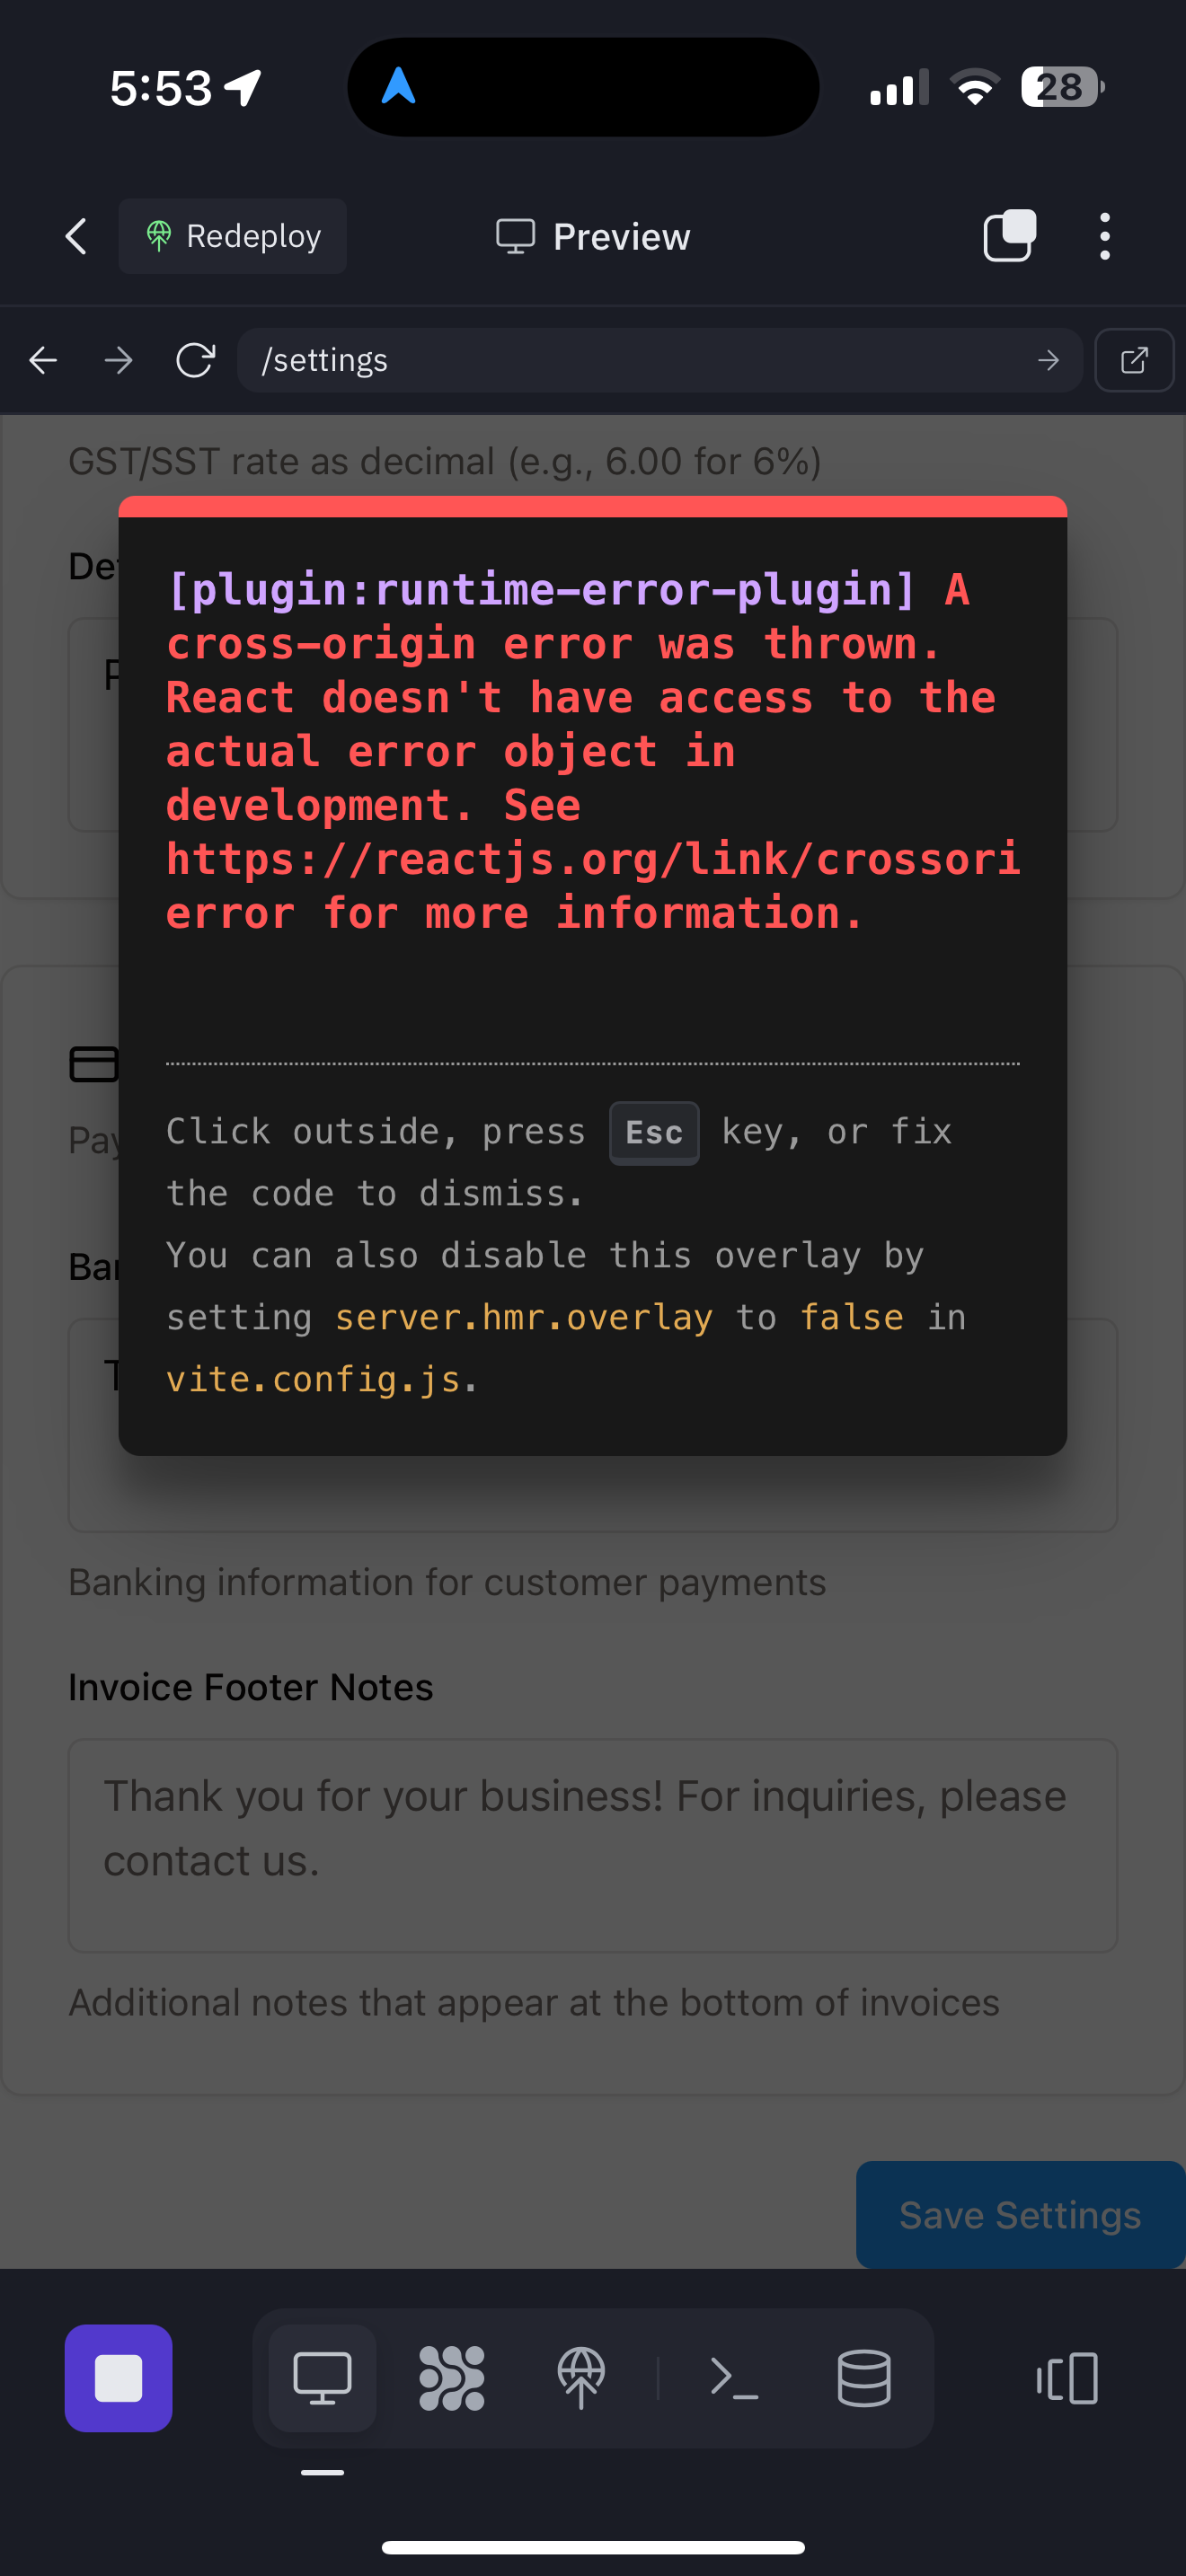 5:53
28
Redeploy
Preview
/settings
GST/SST rate as decimal (e.g., 6.00 for 6%)
[plugin:runtime-error-plugin] A
cross-origin error was thrown.
React doesn't have access to the
actual error object in
development. See
https://reactjs.org/link/crossori
error for more information.
Click outside, press Esc key, or fix
the code to dismiss.
You can also disable this overlay by
setting server.hmr.overlay to false in
vite.config.js.
Banking information for customer payments
Invoice Footer Notes
Thank you for your business! For inquiries, please
contact us.
Additional notes that appear at the bottom of invoices
Save Settings